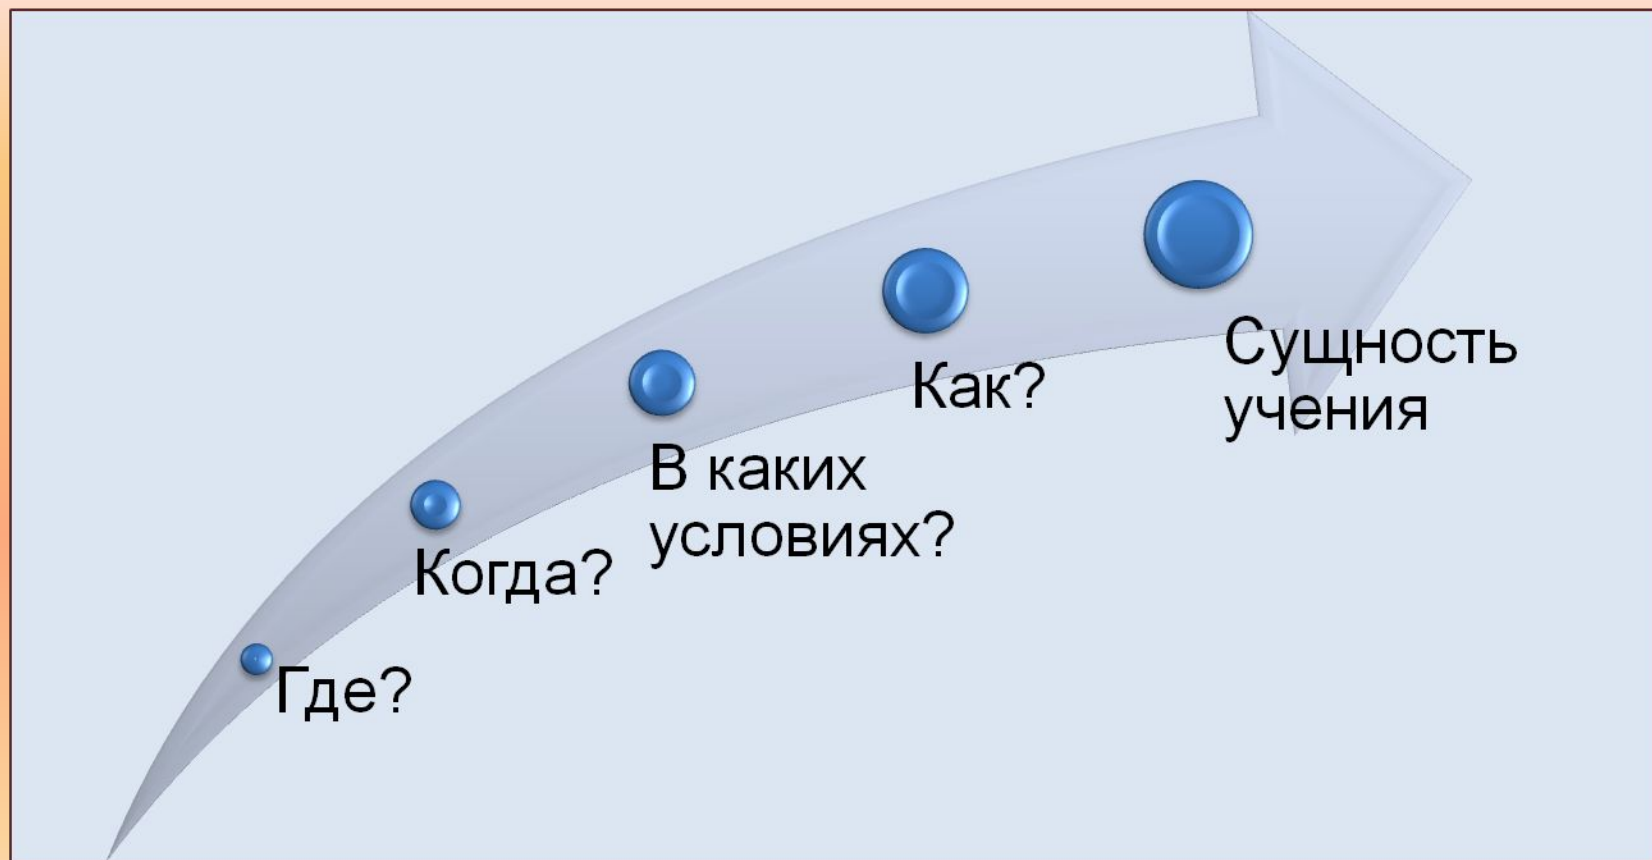 Где?
Когда?
В каких
условиях?
Как?
Сущность
учения